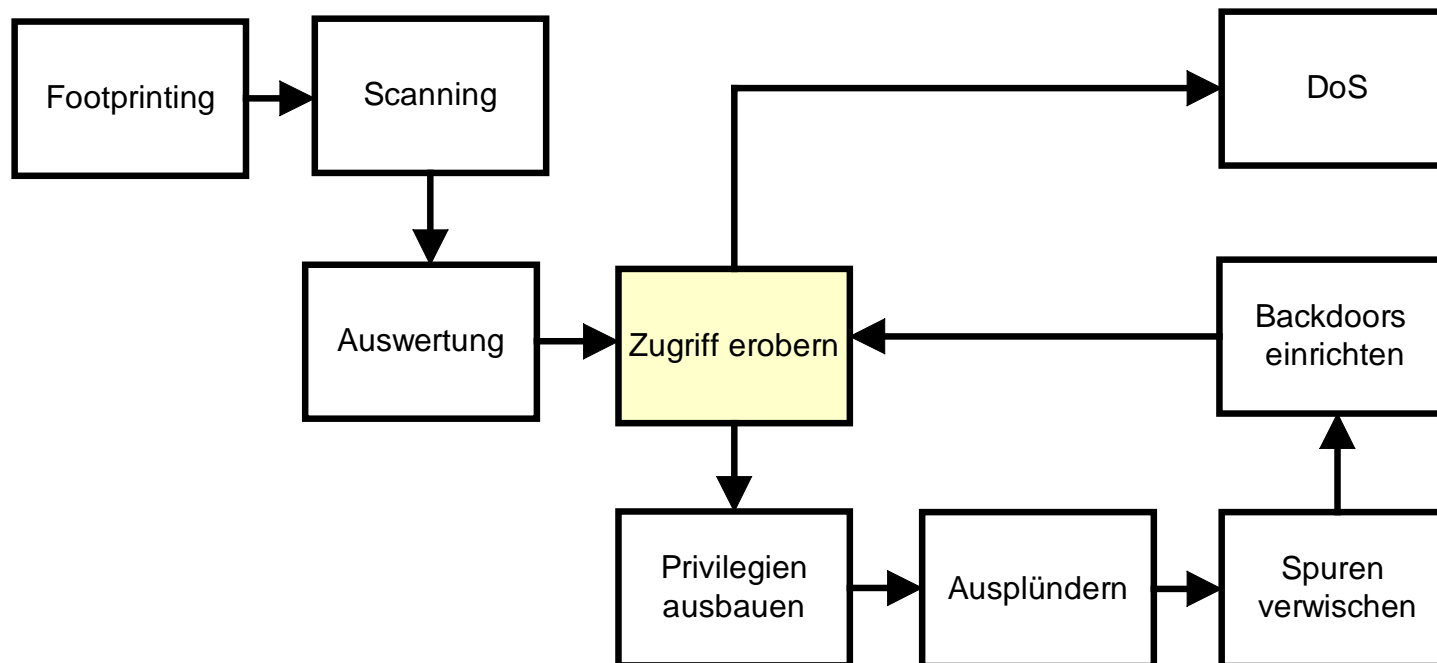 Footprinting
Scanning
DoS
Auswertung
Zugriff erobern
Backdoors
einrichten
Privilegien
ausbauen
Ausplündern
Spuren
verwischen